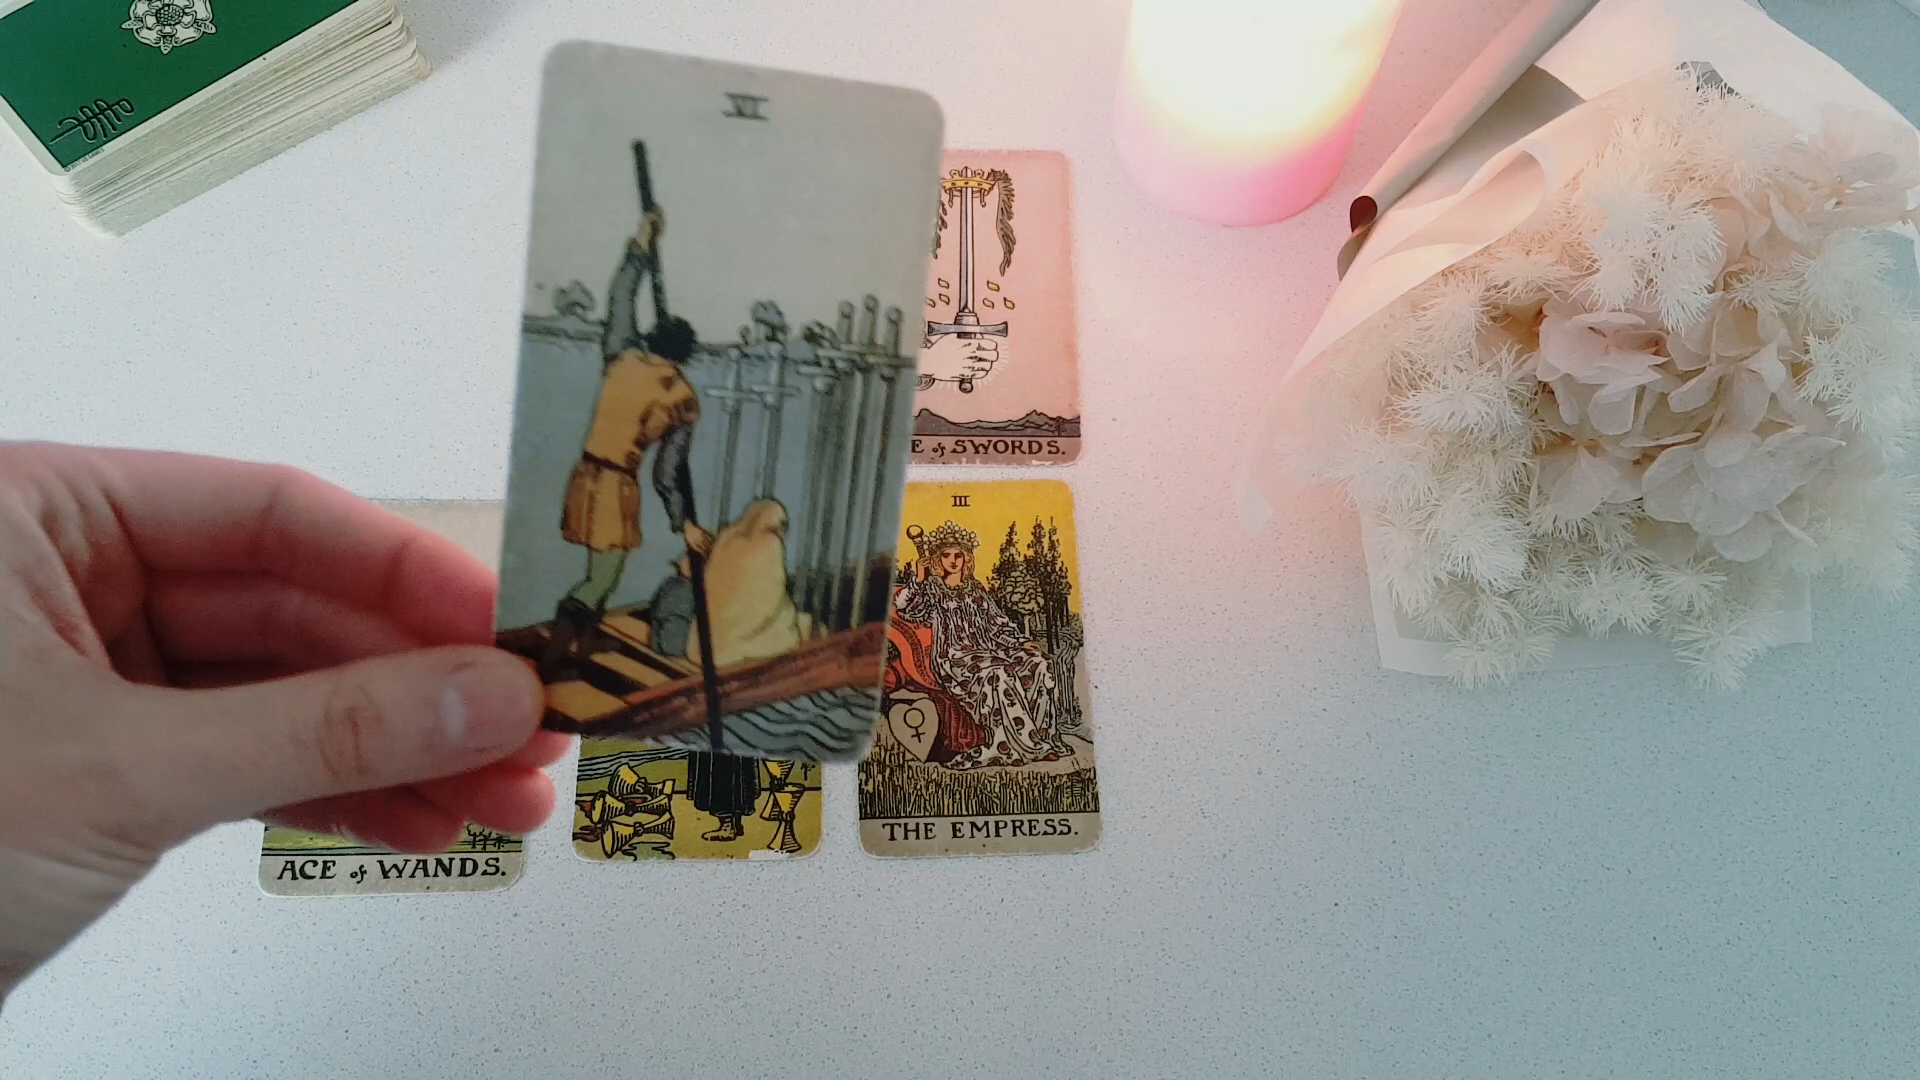 VI
E of SWORDS.
III
THE EMPRESS.
ACE of WANDS.